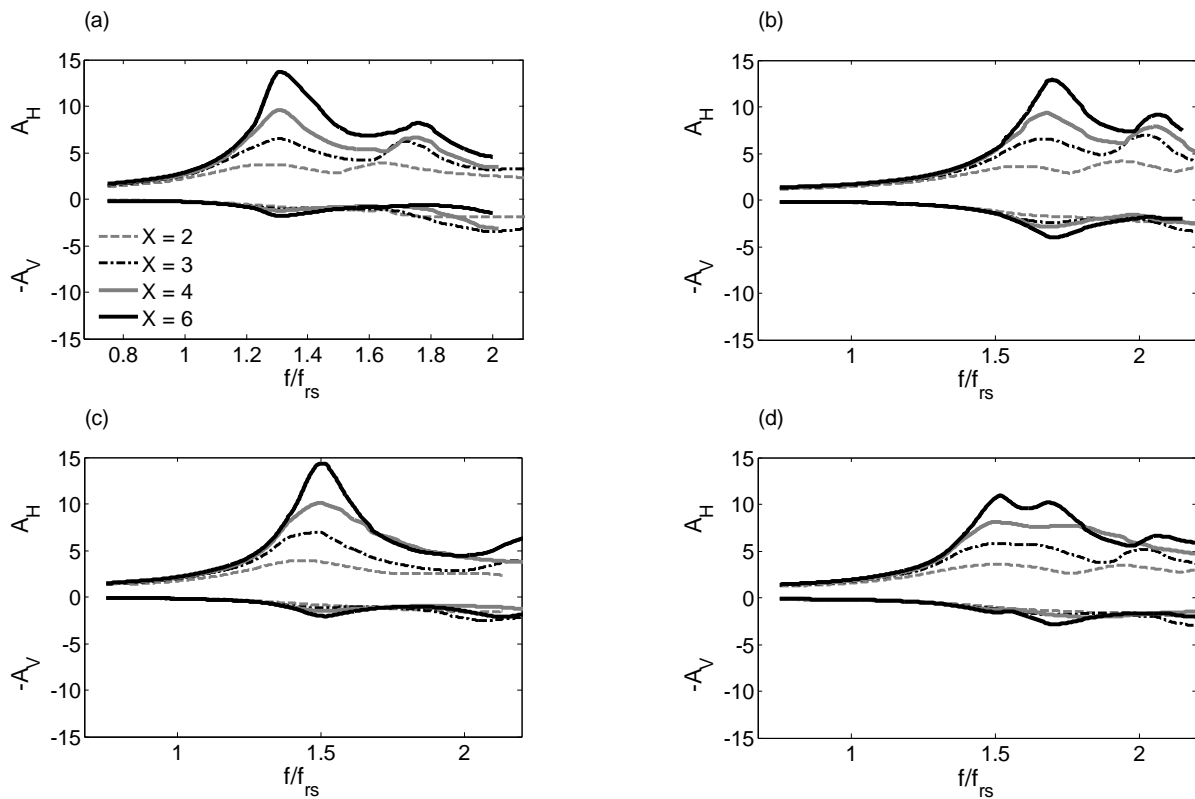 (a)
15
10
5
0
-5
-10
-15
A_H
-A_V
X = 2
X = 3
X = 4
X = 6
0.8 1 1.2 1.4 1.6 1.8 2
f/f_rs
(b)
15
10
5
0
-5
-10
-15
A_H
-A_V
1 1.5 2
f/f_rs
(c)
15
10
5
0
-5
-10
-15
A_H
-A_V
1 1.5 2
f/f_rs
(d)
15
10
5
0
-5
-10
-15
A_H
-A_V
1 1.5 2
f/f_rs